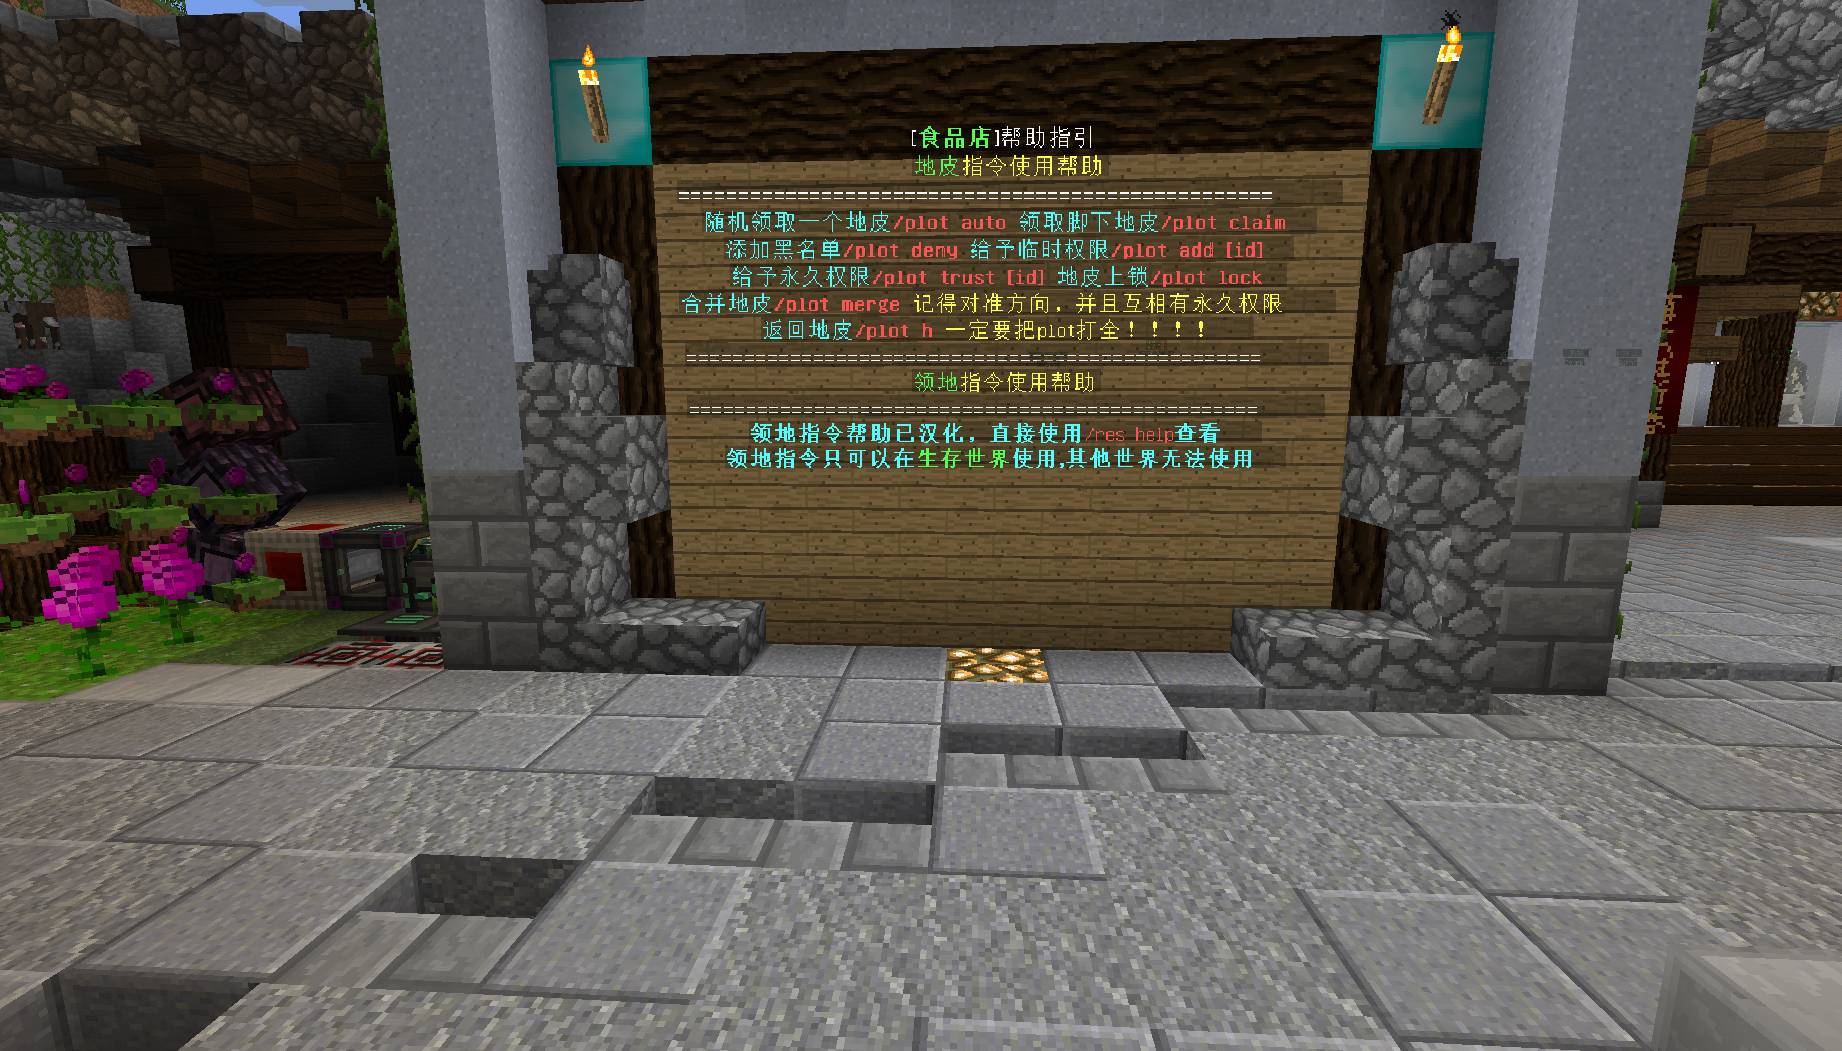 [食品店]帮助指引
地皮指令使用帮助
===================================================
随机领取一个地皮/plot auto 领取脚下地皮/plot claim
添加黑名单/plot demy 给予临时权限/plot add [id]
给予永久权限/plot trust [id] 地皮上锁/plot lock
合并地皮/plot merge 记得对准方向，并且互相有永久权限
返回地皮/plot h 一定要把plot打全！！！！
===================================================
领地指令使用帮助
===================================================
领地指令帮助已汉化，直接使用/res help查看
领地指令只可以在生存世界使用,其他世界无法使用